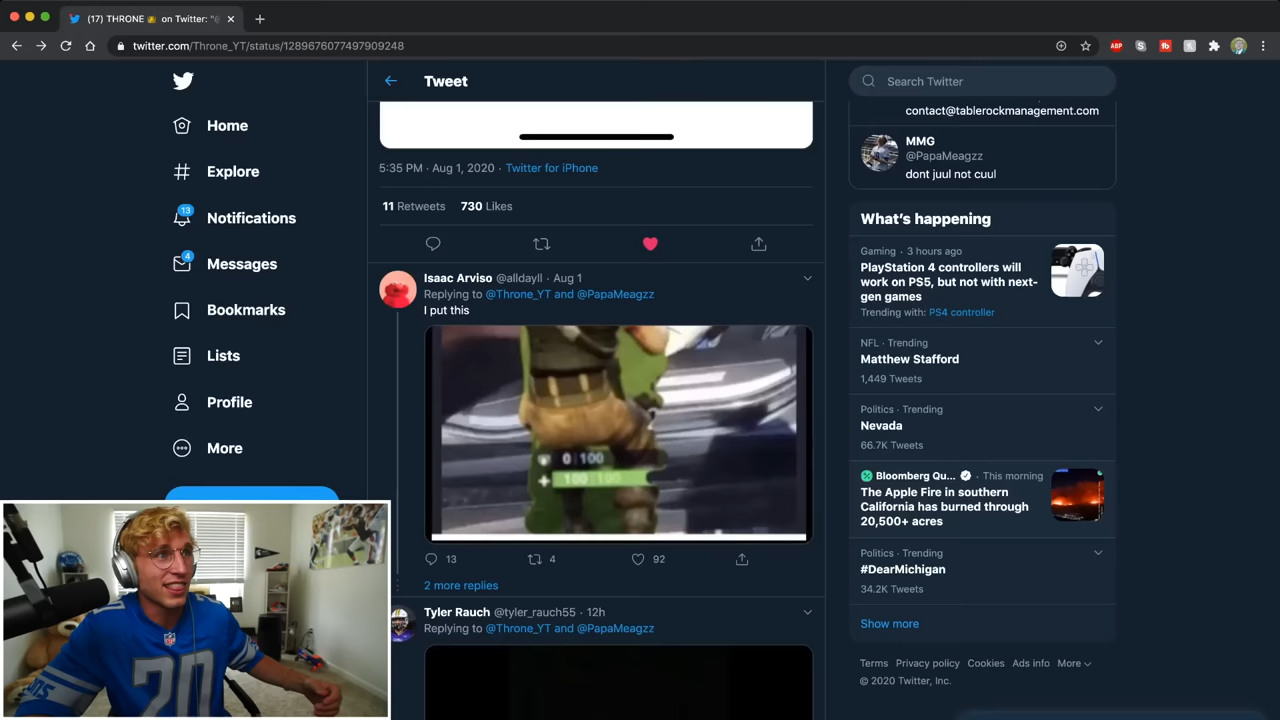 (17) THRONE on Twitter: "@
twitter.com/Throne_YT/status/1289676077497909248
Home
Explore
13
Notifications
4
Messages
Bookmarks
Lists
Profile
More
Tweet
5:35 PM · Aug 1, 2020 · Twitter for iPhone
11 Retweets 730 Likes
Isaac Arviso @alldayll · Aug 1
Replying to @Throne_YT and @PapaMeagzz
I put this
0 | 100
100 | 100
13 4 92
2 more replies
Tyler Rauch @tyler_rauch55 · 12h
Replying to @Throne_YT and @PapaMeagzz
Search Twitter
contact@tablerockmanagement.com
MMG
@PapaMeagzz
dont juul not cuul
What's happening
Gaming · 3 hours ago
PlayStation 4 controllers will
work on PS5, but not with next-
gen games
Trending with: PS4 controller
NFL · Trending
Matthew Stafford
1,449 Tweets
Politics · Trending
Nevada
66.7K Tweets
Bloomberg Qu... · This morning
The Apple Fire in southern
California has burned through
20,500+ acres
Politics · Trending
#DearMichigan
34.2K Tweets
Show more
Terms Privacy policy Cookies Ads info More
© 2020 Twitter, Inc.
ABP
tb
NFL
20